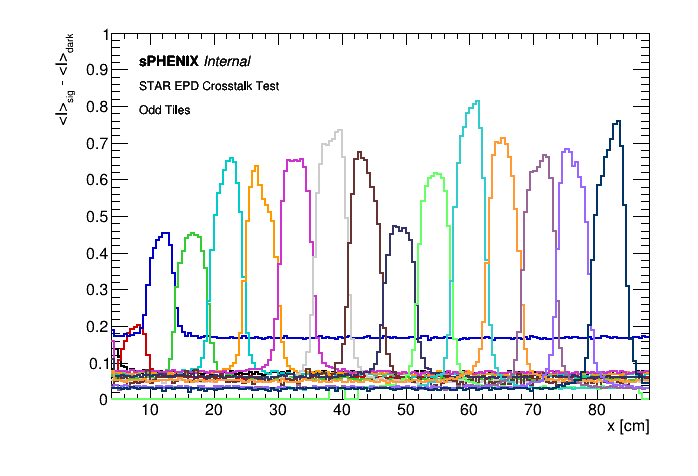 1
0.9
0.8
0.7
0.6
0.5
0.4
0.3
0.2
0.1
0
<I>sig - <I>dark
sPHENIX Internal
STAR EPD Crosstalk Test
Odd Tiles
10 20 30 40 50 60 70 80
x [cm]